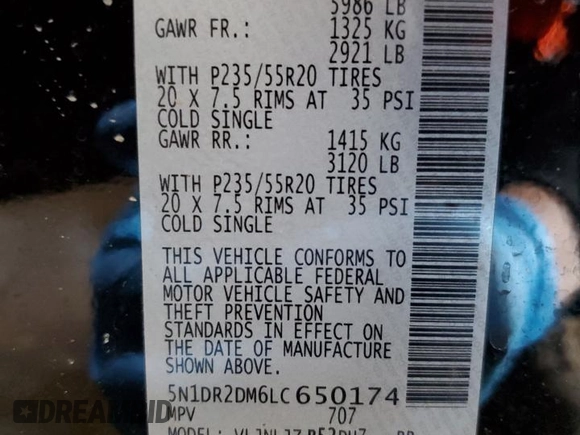 5986 LB
GAWR FR.: 1325 KG
2921 LB
WITH P235/55R20 TIRES
20 X 7.5 RIMS AT 35 PSI
COLD SINGLE
GAWR RR.: 1415 KG
3120 LB
WITH P235/55R20 TIRES
20 X 7.5 RIMS AT 35 PSI
COLD SINGLE
THIS VEHICLE CONFORMS TO
ALL APPLICABLE FEDERAL
MOTOR VEHICLE SAFETY AND
THEFT PREVENTION
STANDARDS IN EFFECT ON
THE DATE OF MANUFACTURE
SHOWN ABOVE.
5N1DR2DM6LC650174
MPV 707
MODEL: